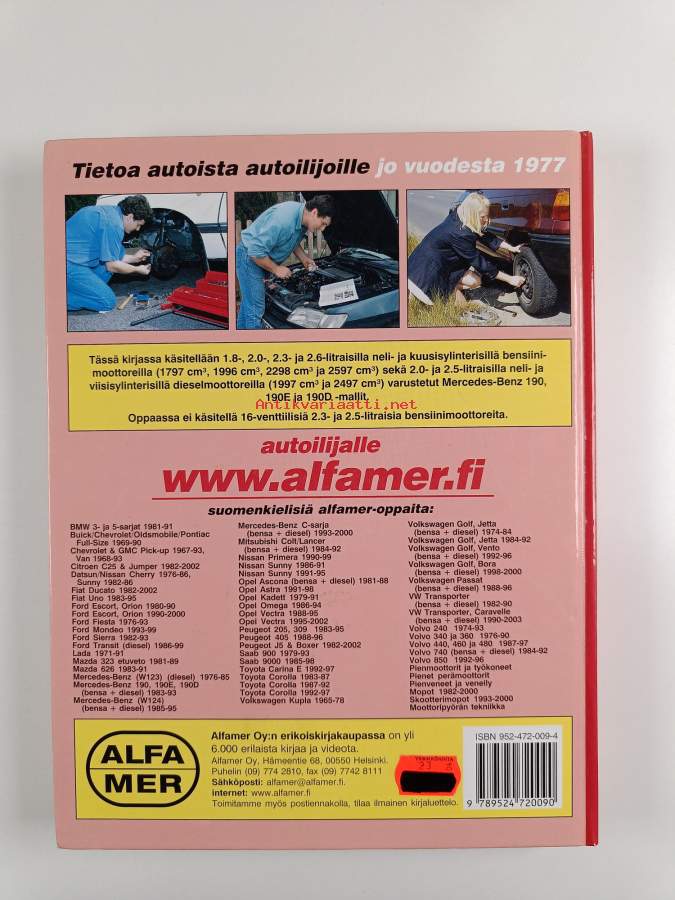 Tietoa autoista autoilijoille jo vuodesta 1977
Tässä kirjassa käsitellään 1.8-, 2.0-, 2.3- ja 2.6-litraisilla neli- ja kuusisylinterisillä bensiini-
moottoreilla (1797 cm³, 1996 cm³, 2298 cm³ ja 2597 cm³) sekä 2.0- ja 2.5-litraisilla neli- ja
viisisylinterisillä dieselmoottoreilla (1997 cm³ ja 2497 cm³) varustetut Mercedes-Benz 190,
190E ja 190D -mallit.
Antikvariaatti.net
Oppaassa ei käsitellä 16-venttiilisiä 2.3- ja 2.5-litraisia bensiinimoottoreita.
autoilijalle
www.alfamer.fi
suomenkielisiä alfamer-oppaita:
BMW 3- ja 5-sarjat 1981-91
Buick/Chevrolet/Oldsmobile/Pontiac
Full-Size 1969-90
Chevrolet & GMC Pick-up 1967-93,
Van 1968-93
Citroen C25 & Jumper 1982-2002
Datsun/Nissan Cherry 1976-86,
Sunny 1982-86
Fiat Ducato 1982-2002
Fiat Uno 1983-95
Ford Escort, Orion 1980-90
Ford Escort, Orion 1990-2000
Ford Fiesta 1976-93
Ford Mondeo 1993-99
Ford Sierra 1982-93
Ford Transit (diesel) 1986-99
Lada 1971-91
Mazda 323 etuveto 1981-89
Mazda 626 1983-91
Mercedes-Benz (W123) (diesel) 1976-85
Mercedes-Benz 190, 190E, 190D
(bensa + diesel) 1983-93
Mercedes-Benz (W124)
(bensa + diesel) 1985-95
Mercedes-Benz C-sarja
(bensa + diesel) 1993-2000
Mitsubishi Colt/Lancer
(bensa + diesel) 1984-92
Nissan Primera 1990-99
Nissan Sunny 1986-91
Nissan Sunny 1991-95
Opel Ascona (bensa + diesel) 1981-88
Opel Astra 1991-98
Opel Kadett 1979-91
Opel Omega 1986-94
Opel Vectra 1988-95
Opel Vectra 1995-2002
Peugeot 205, 309 1983-95
Peugeot 405 1988-96
Peugeot J5 & Boxer 1982-2002
Saab 900 1979-93
Saab 9000 1985-98
Toyota Carina E 1992-97
Toyota Corolla 1983-87
Toyota Corolla 1987-92
Toyota Corolla 1992-97
Volkswagen Kupla 1965-78
Volkswagen Golf, Jetta
(bensa + diesel) 1974-84
Volkswagen Golf, Jetta 1984-92
Volkswagen Golf, Vento
(bensa + diesel) 1992-96
Volkswagen Golf, Bora
(bensa + diesel) 1998-2000
Volkswagen Passat
(bensa + diesel) 1988-96
VW Transporter
(bensa + diesel) 1982-90
VW Transporter, Caravelle
(bensa + diesel) 1990-2003
Volvo 240 1974-93
Volvo 340 ja 360 1976-90
Volvo 440, 460 ja 480 1987-97
Volvo 740 (bensa + diesel) 1984-92
Volvo 850 1992-96
Pienmoottorit ja työkoneet
Pienet perämoottorit
Pienveneet ja veneily
Mopot 1982-2000
Skootterimopot 1993-2000
Moottoripyörän tekniikka
ALFA
MER
Alfamer Oy:n erikoiskirjakaupassa on yli
6.000 erilaista kirjaa ja videota.
Alfamer Oy, Hämeentie 68, 00550 Helsinki.
Puhelin (09) 774 2810, fax (09) 7742 8111
Sähköposti: alfamer@alfamer.fi.
internet: www.alfamer.fi
Toimitamme myös postiennakolla, tilaa ilmainen kirjaluettelo.
ISBN 952-472-009-4
9 789524 720090